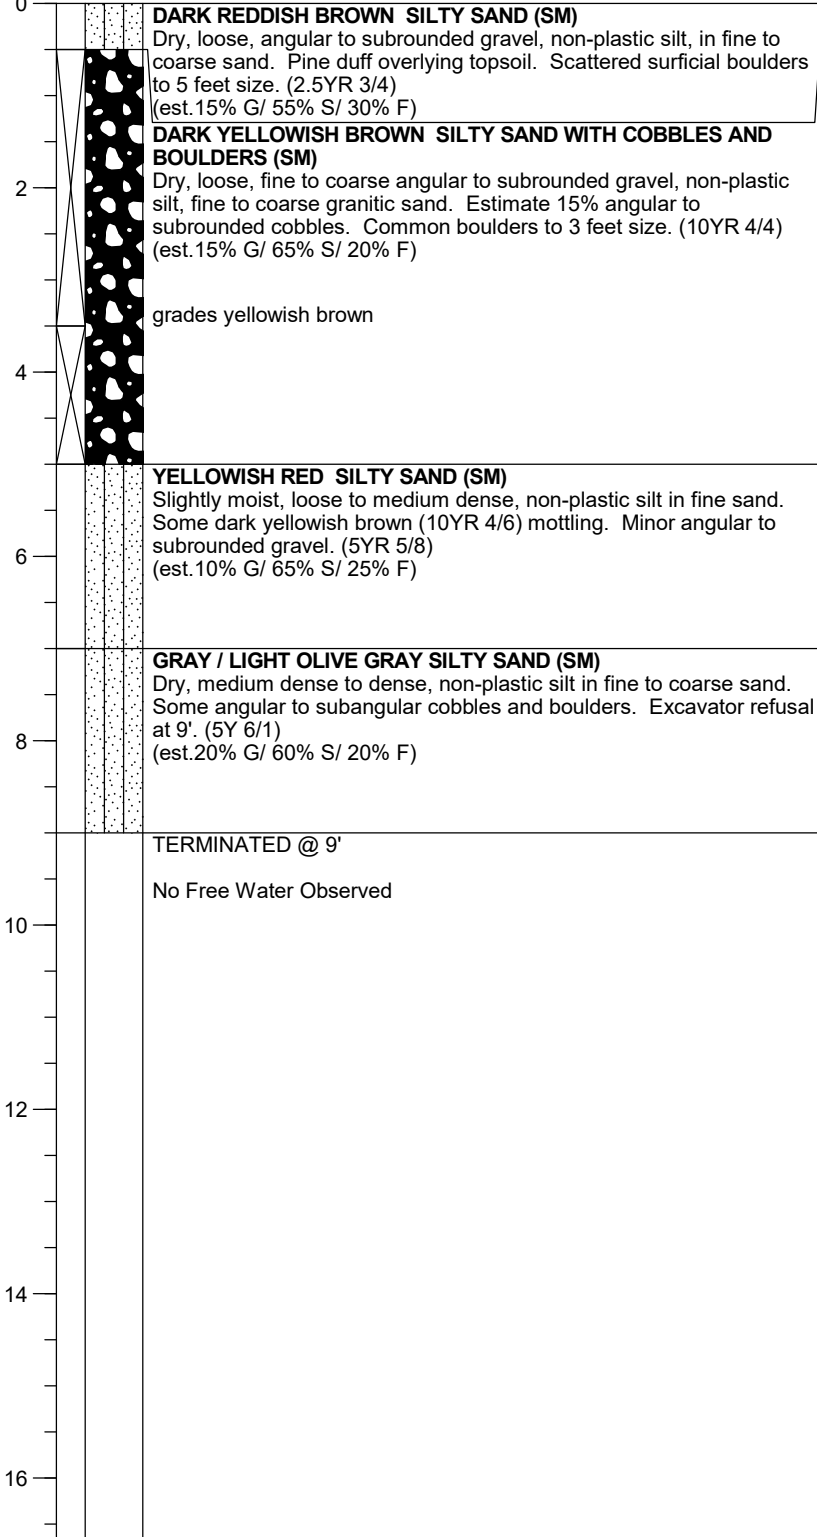 0
DARK REDDISH BROWN  SILTY SAND (SM)
Dry, loose, angular to subrounded gravel, non-plastic silt, in fine to
coarse sand.  Pine duff overlying topsoil.  Scattered surficial boulders
to 5 feet size. (2.5YR 3/4)
(est.15% G/ 55% S/ 30% F)
DARK YELLOWISH BROWN  SILTY SAND WITH COBBLES AND
BOULDERS (SM)
2
Dry, loose, fine to coarse angular to subrounded gravel, non-plastic
silt, fine to coarse granitic sand.  Estimate 15% angular to
subrounded cobbles.  Common boulders to 3 feet size. (10YR 4/4)
(est.15% G/ 65% S/ 20% F)
grades yellowish brown
4
YELLOWISH RED  SILTY SAND (SM)
Slightly moist, loose to medium dense, non-plastic silt in fine sand.
Some dark yellowish brown (10YR 4/6) mottling.  Minor angular to
6
subrounded gravel. (5YR 5/8)
(est.10% G/ 65% S/ 25% F)
GRAY / LIGHT OLIVE GRAY SILTY SAND (SM)
Dry, medium dense to dense, non-plastic silt in fine to coarse sand.
Some angular to subangular cobbles and boulders.  Excavator refusal
at 9'. (5Y 6/1)
8
(est.20% G/ 60% S/ 20% F)
TERMINATED @ 9'
No Free Water Observed
10
12
14
16